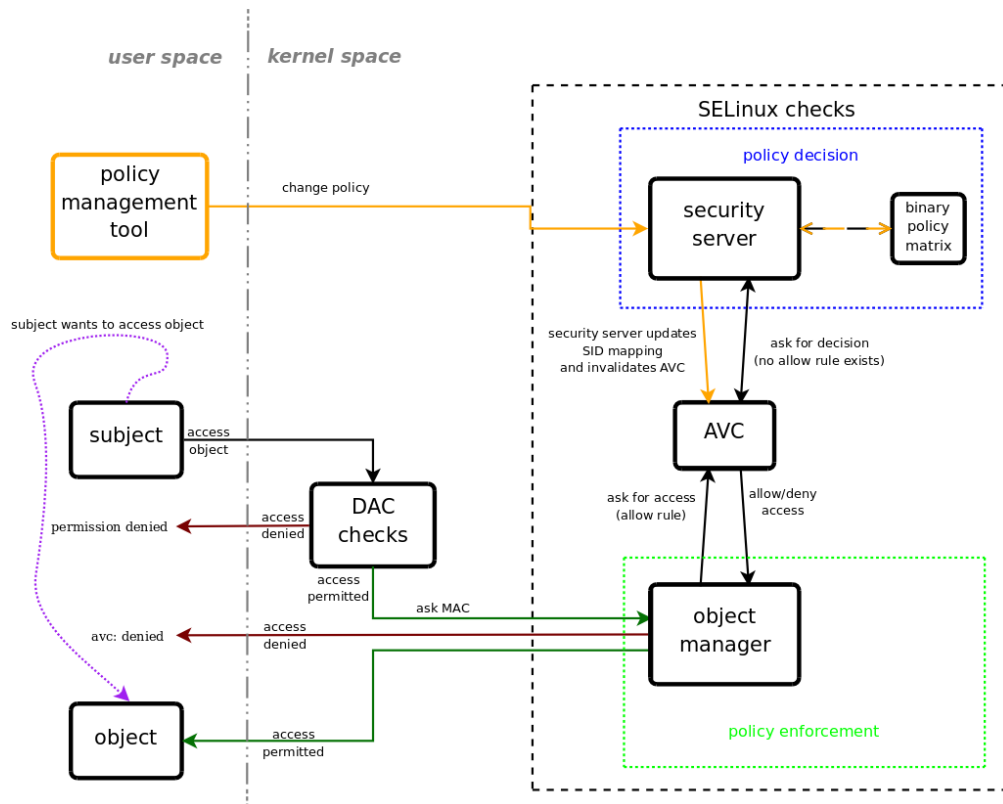 user space
kernel space
SELinux checks
policy decision
policy
management
tool
change policy
security
server
binary
policy
matrix
subject wants to access object
security server updates
SID mapping
and invalidates AVC
ask for decision
(no allow rule exists)
subject
access
object
AVC
DAC
checks
ask for access
(allow rule)
allow/deny
access
permission denied
access
denied
access
permitted
ask MAC
object
manager
avc: denied
access
denied
object
access
permitted
policy enforcement